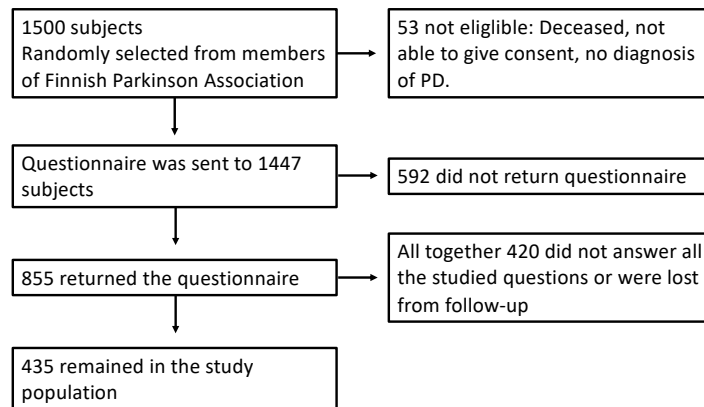 1500 subjects
Randomly selected from members
of Finnish Parkinson Association
53 not eliglible: Deceased, not
able to give consent, no diagnosis
of PD.
Questionnaire was sent to 1447
subjects
592 did not return questionnaire
855 returned the questionnaire
All together 420 did not answer all
the studied questions or were lost
from follow-up
435 remained in the study
population